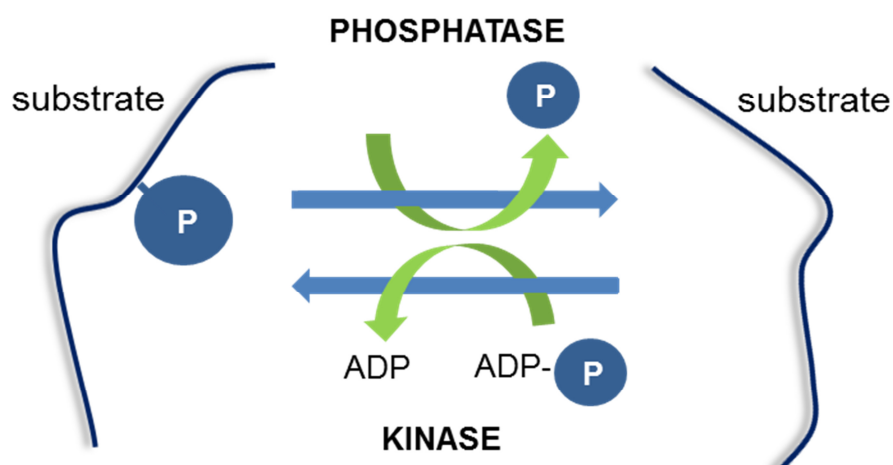 PHOSPHATASE
substrate
P
substrate
P
ADP
ADP-P
KINASE